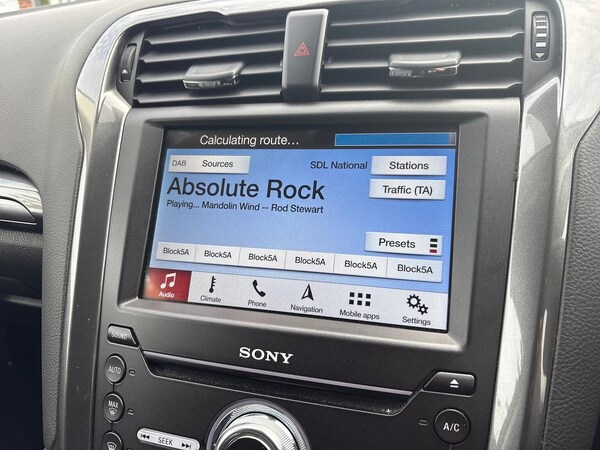 Calculating route...
DAB Sources SDL National Stations
Absolute Rock Traffic (TA)
Playing... Mandolin Wind -- Rod Stewart
Presets
Block5A Block5A Block5A Block5A Block5A Block5A
Audio Climate Phone Navigation Mobile apps Settings
SOUND SONY
AUTO
MAX
A/C
SEEK